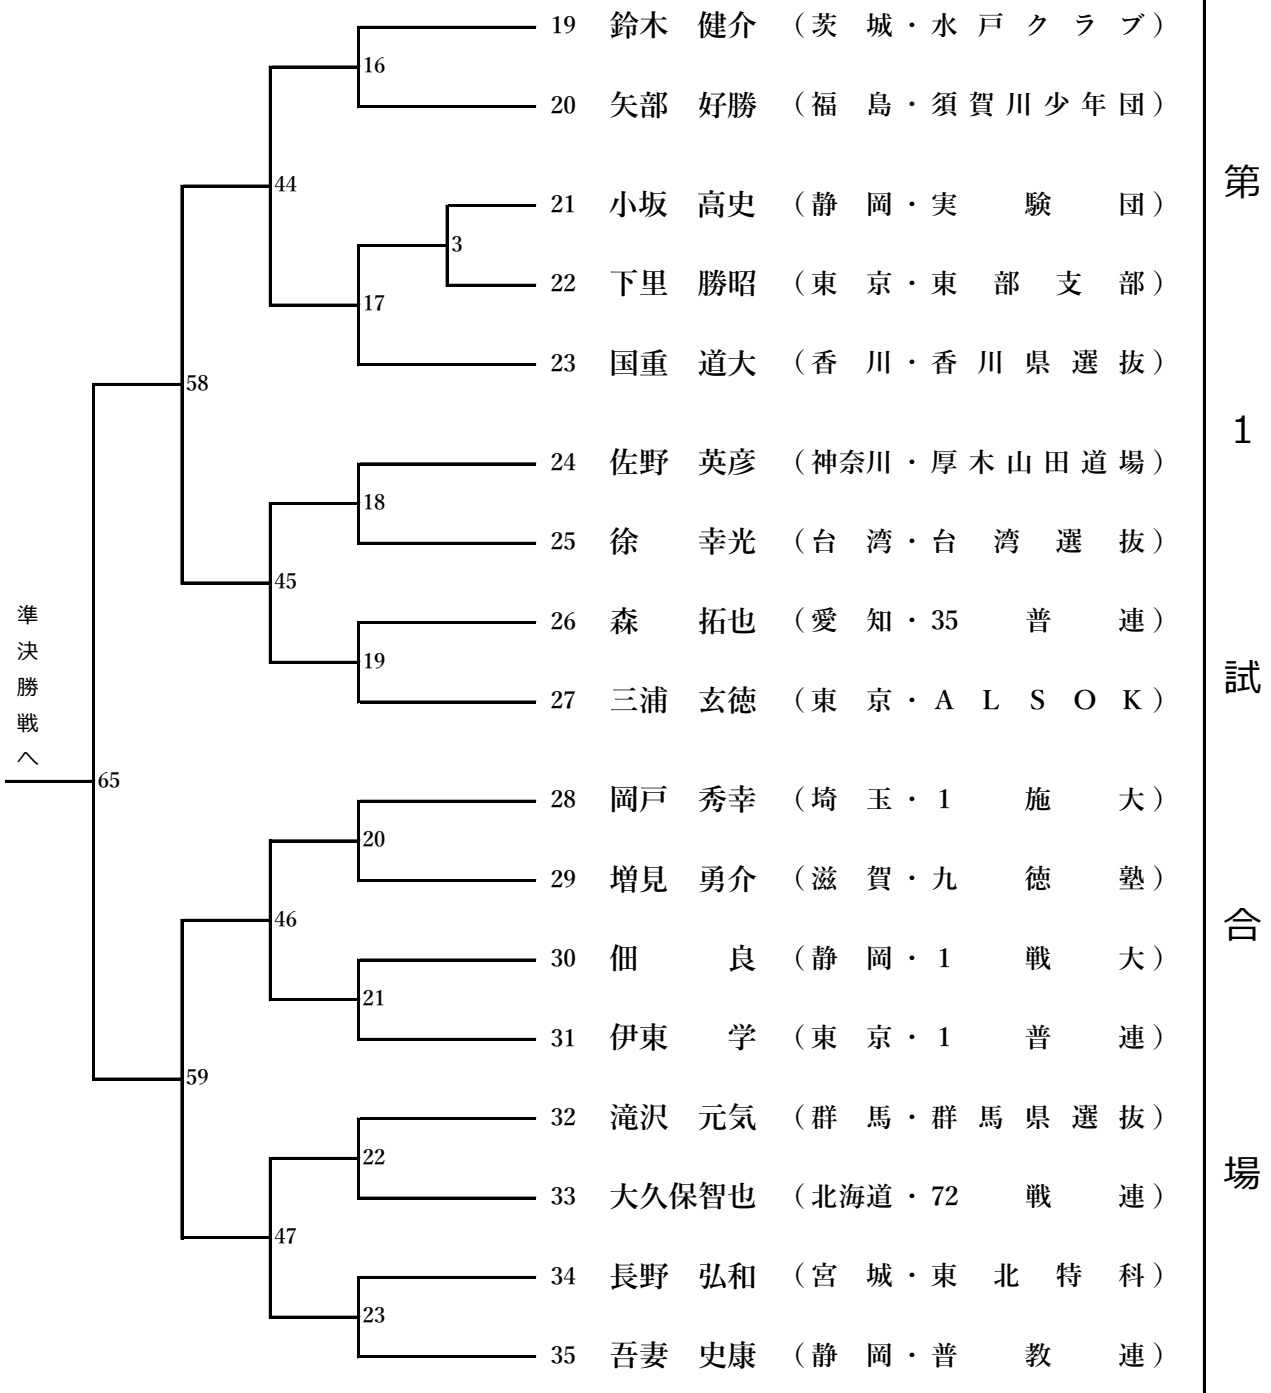 19 鈴木 健介 （茨 城・水戸クラブ）
16
20 矢部 好勝 （福 島・須賀川少年団）
44
21 小坂 高史 （静 岡・実験団）
3
22 下里 勝昭 （東 京・東部支部）
17
23 国重 道大 （香 川・香川県選抜）
58
24 佐野 英彦 （神奈川・厚木山田道場）
18
25 徐 幸光 （台 湾・台湾選抜）
45
26 森 拓也 （愛 知・35普連）
19
27 三浦 玄徳 （東 京・ALSOK）
準決勝戦へ
65
28 岡戸 秀幸 （埼 玉・1施大）
20
29 増見 勇介 （滋 賀・九徳塾）
46
30 佃 良 （静 岡・1戦大）
21
31 伊東 学 （東 京・1普連）
59
32 滝沢 元気 （群 馬・群馬県選抜）
22
33 大久保智也 （北海道・72戦連）
47
34 長野 弘和 （宮 城・東北特科）
23
35 吾妻 史康 （静 岡・普教連）
第1試合場